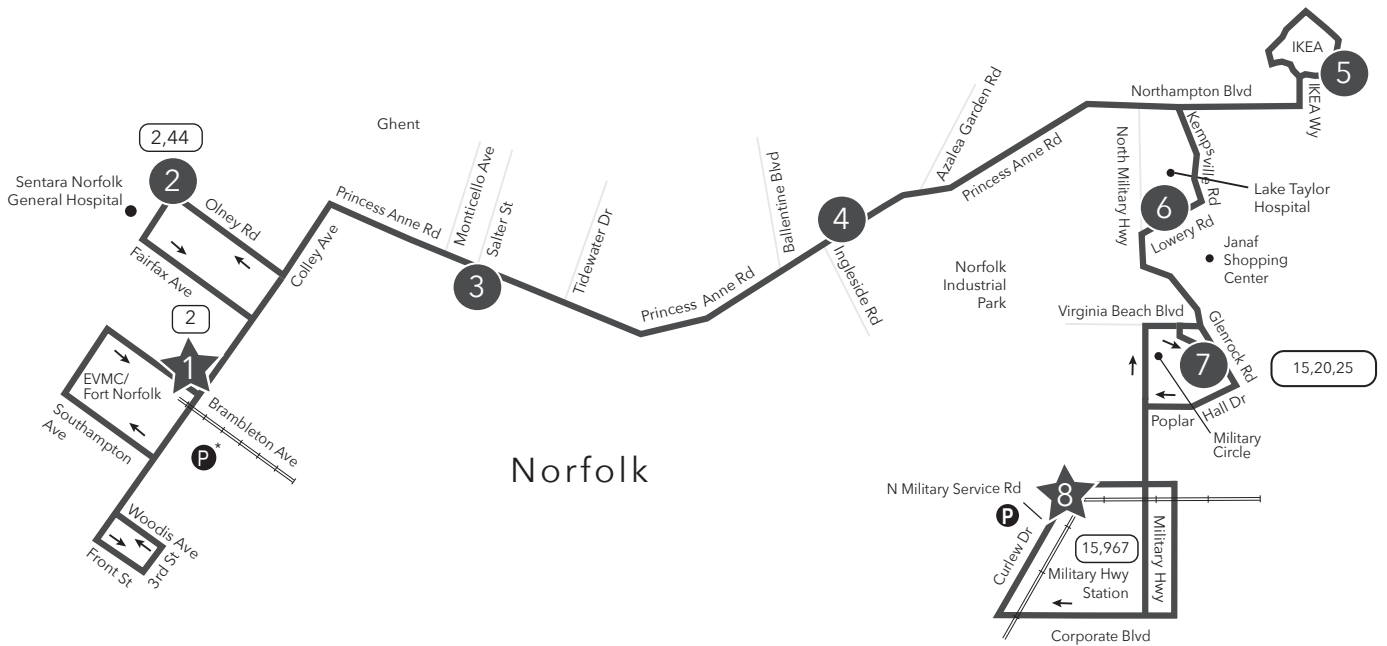 IKEA
5
Northampton Blvd
IKEA Wy
Ghent
2,44
2
Sentara Norfolk
General Hospital
Olney Rd
Fairfax Ave
Colley Ave
Princess Anne Rd
Monticello Ave
Salter St
3
Tidewater Dr
Princess Anne Rd
Ballentine Blvd
4
Ingleside Rd
Azalea Garden Rd
Princess Anne Rd
North Military Hwy
Kempsville Rd
Lake Taylor
Hospital
6
Lowery Rd
Janaf
Shopping
Center
Norfolk
Industrial
Park
Virginia Beach Blvd
Glenrock Rd
7
15,20,25
Poplar Hall Dr
Military
Circle
2
1
EVMC/
Fort Norfolk
Southampton
Ave
Brambleton Ave
P*
Norfolk
Woodis Ave
Front St
3rd St
N Military Service Rd
8
P
Curlew Dr
15,967
Military Hwy
Station
Military Hwy
Corporate Blvd